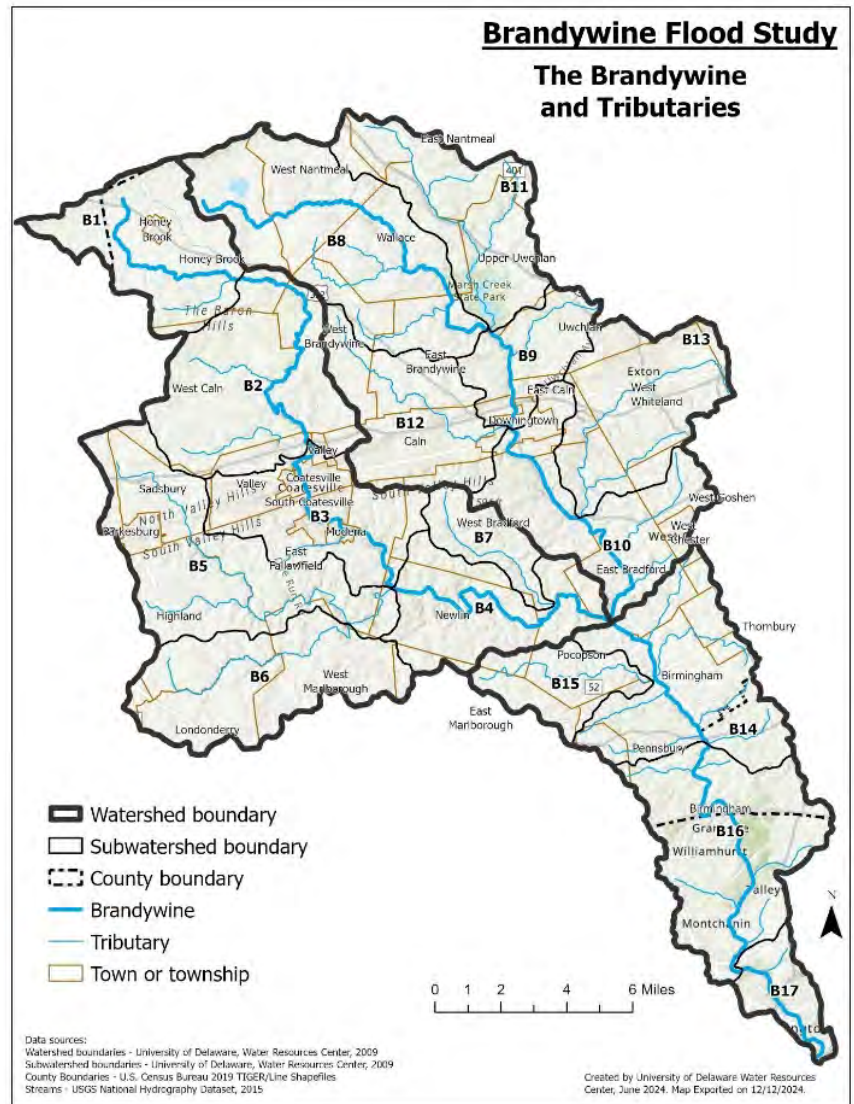 Brandywine Flood Study
The Brandywine
and Tributaries
East Nantmeal
West Nantmeal
401
B11
B1
Honey
Brook
B8
Wallace
Honey Brook
Upper Uwchlan
Marsh Creek
State Park
The Baron
Hills
West
Brandywine
Uwchlan
B13
B9
East
Brandywine
Exton
West
Whiteland
West Caln
B2
East Caln
B12
Downingtown
Caln
Valley
Sadsbury
Valley
Coatesville
Coatesville
South Valley Hills
North Valley Hills
South Coatesville
West Goshen
B3
Parkesburg
South Valley Hills
Modena
West Bradford
B7
West
Chester
B5
East
Fallowfield
B10
East Bradford
Highland
Newlin
B4
Thornbury
Pocopson
B6
West
Marlborough
B15
52
Birmingham
East
Marlborough
Londonderry
B14
Pennsbury
Birmingham
B16
Williamhurst
Montchanin
B17
Watershed boundary
Subwatershed boundary
County boundary
Brandywine
Tributary
Town or township
N
0 1 2 4 6 Miles
Data sources:
Watershed boundaries - University of Delaware, Water Resources Center, 2009
Subwatershed boundaries - University of Delaware, Water Resources Center, 2009
County Boundaries - U.S. Census Bureau 2019 TIGER/Line Shapefiles
Streams - USGS National Hydrography Dataset, 2015
Created by University of Delaware Water Resources
Center, June 2024. Map Exported on 12/12/2024.